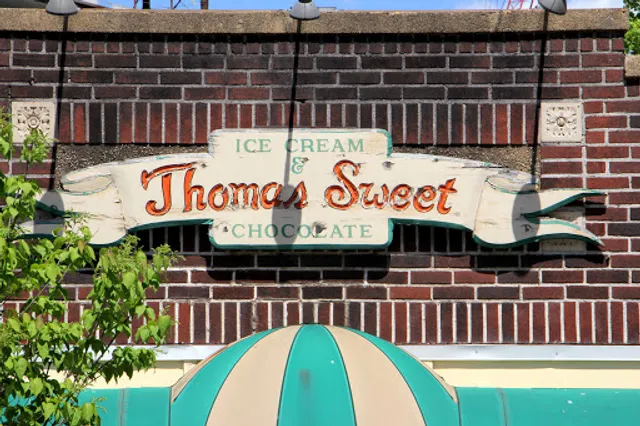 ICE CREAM
&
Thomas Sweet
CHOCOLATE